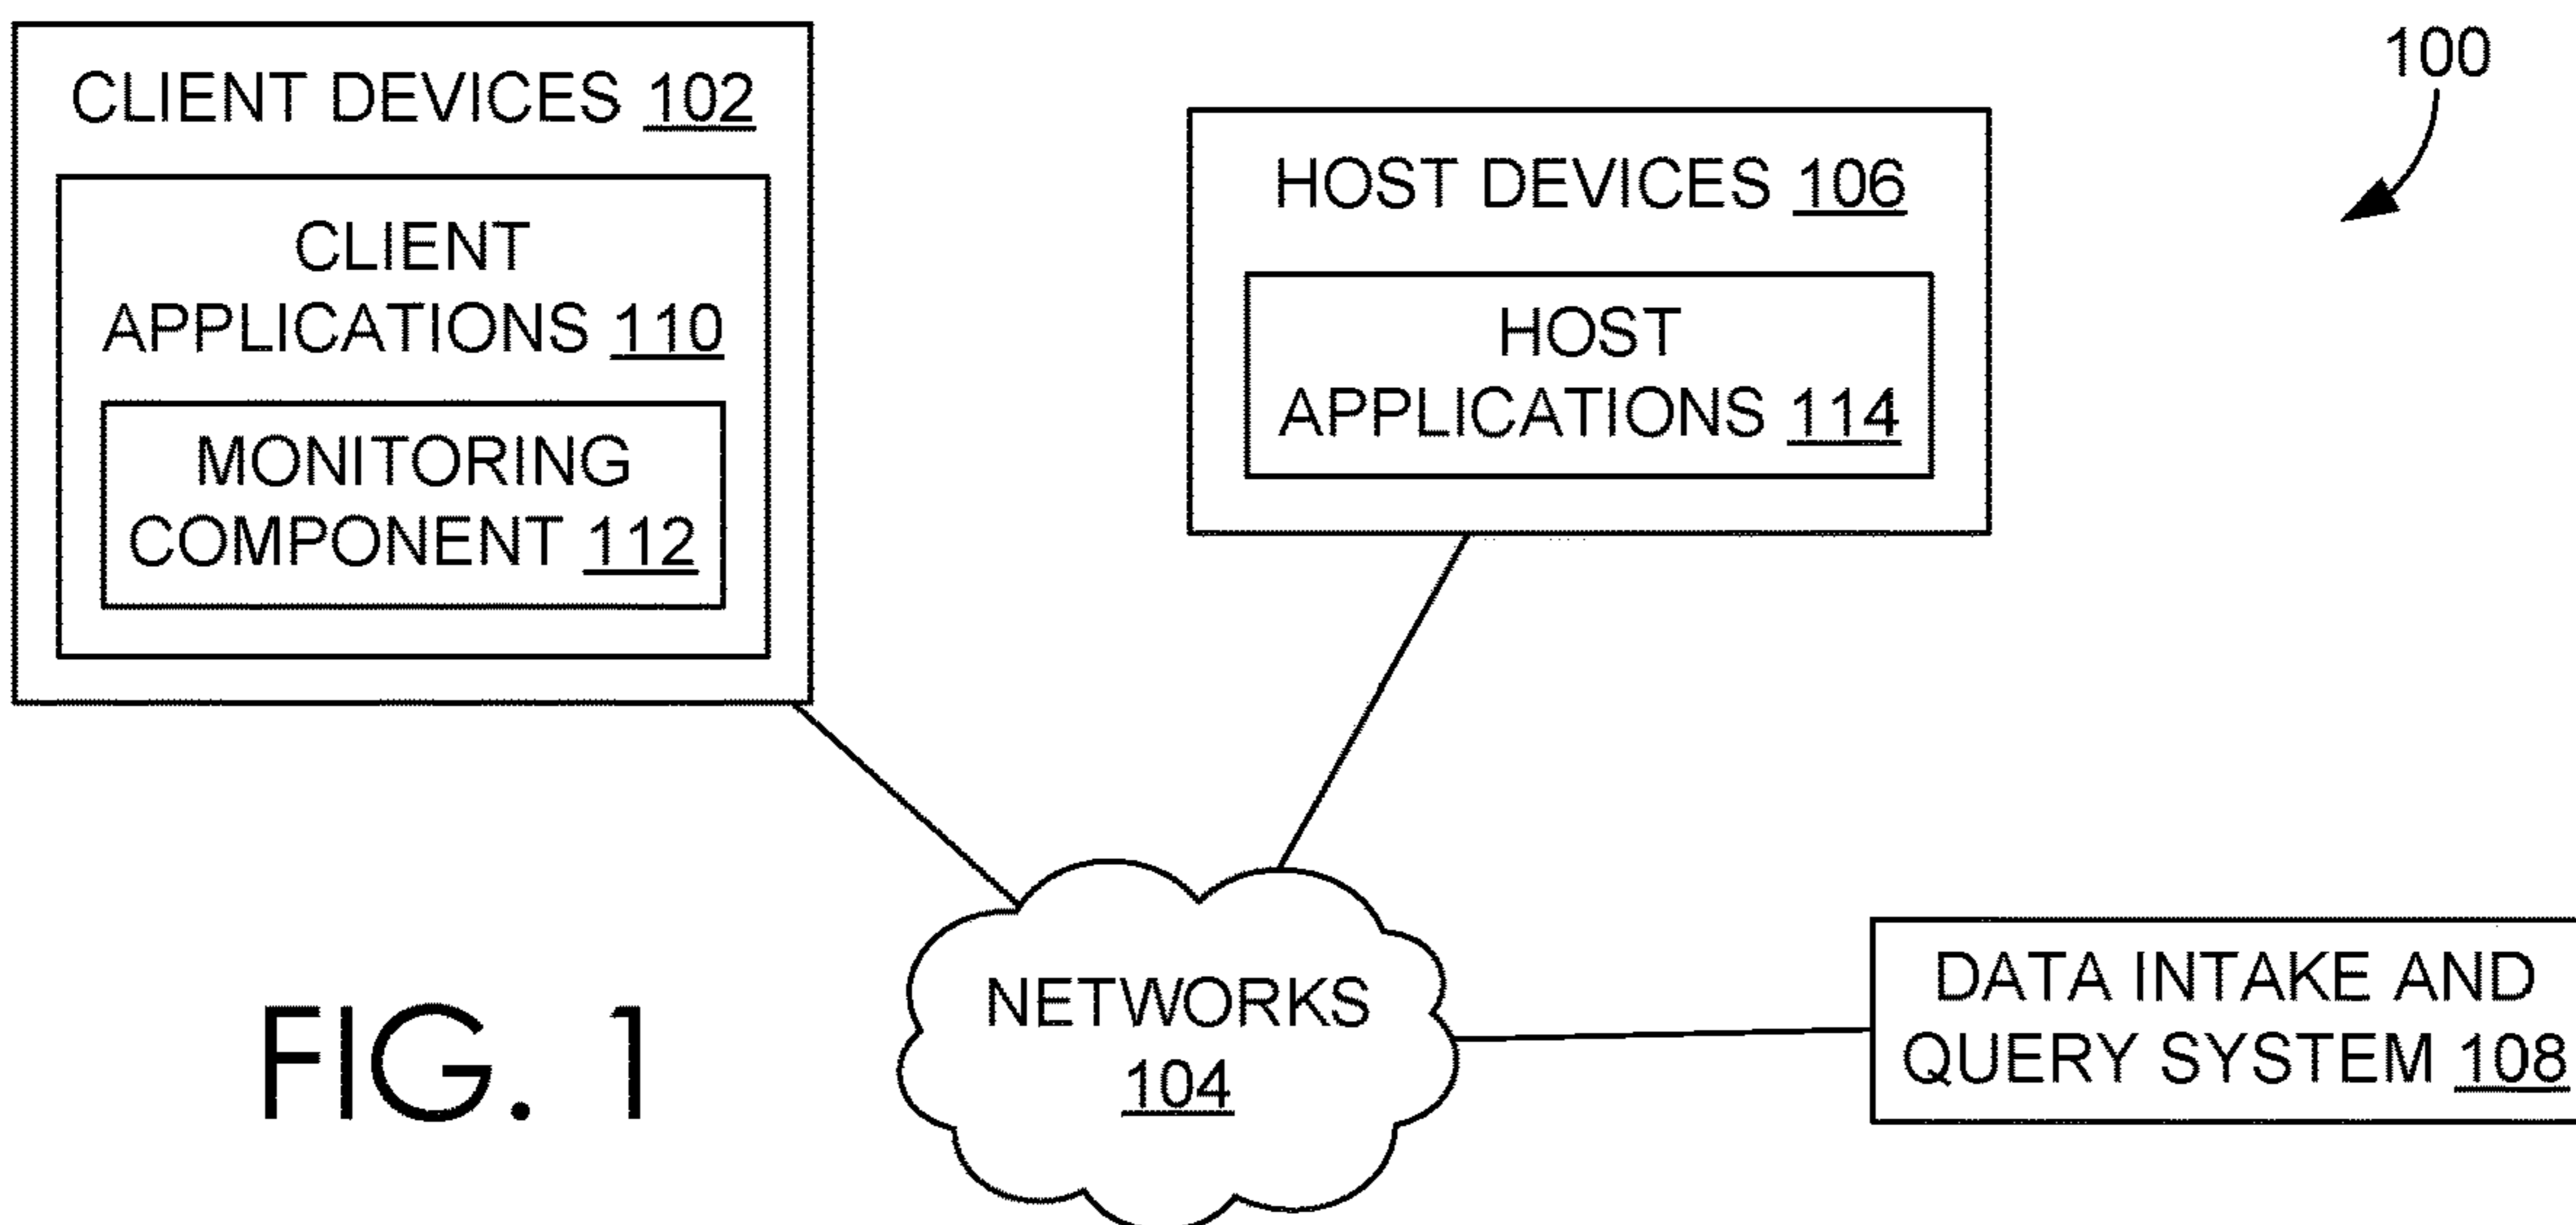 100
CLIENT DEVICES 102
CLIENT
APPLICATIONS 110
MONITORING
COMPONENT 112
HOST DEVICES 106
HOST
APPLICATIONS 114
NETWORKS
104
DATA INTAKE AND
QUERY SYSTEM 108
FIG. 1